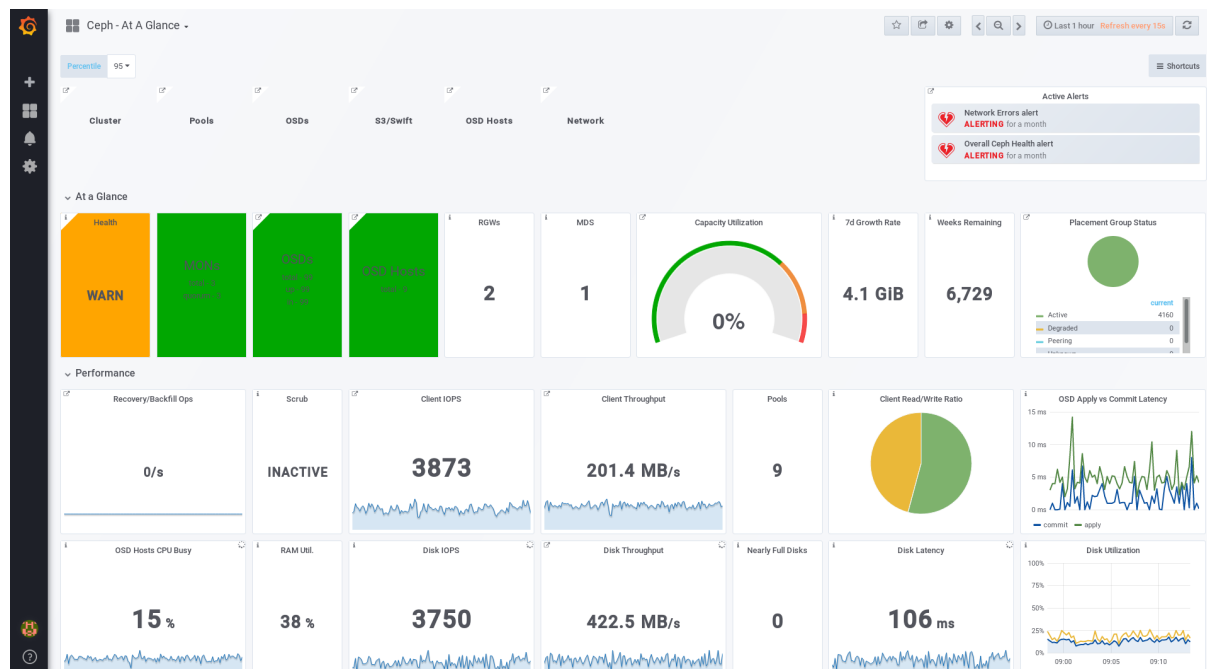 Ceph - At A Glance
Last 1 hour Refresh every 15s
Percentile 95
Shortcuts
Cluster
Pools
OSDs
S3/Swift
OSD Hosts
Network
Active Alerts
Network Errors alert
ALERTING for a month
Overall Ceph Health alert
ALERTING for a month
At a Glance
Health
WARN
MONs
OSDs
OSD Hosts
RGWs
2
MDS
1
Capacity Utilization
0%
7d Growth Rate
4.1 GiB
Weeks Remaining
6,729
Placement Group Status
current
Active 4160
Degraded 0
Peering 0
Performance
Recovery/Backfill Ops
0/s
Scrub
INACTIVE
Client IOPS
3873
Client Throughput
201.4 MB/s
Pools
9
Client Read/Write Ratio
OSD Apply vs Commit Latency
15 ms
10 ms
5 ms
0 ms
commit apply
OSD Hosts CPU Busy
15 %
RAM Util.
38 %
Disk IOPS
3750
Disk Throughput
422.5 MB/s
Nearly Full Disks
0
Disk Latency
106 ms
Disk Utilization
100%
75%
50%
25%
0%
09:00 09:05 09:10